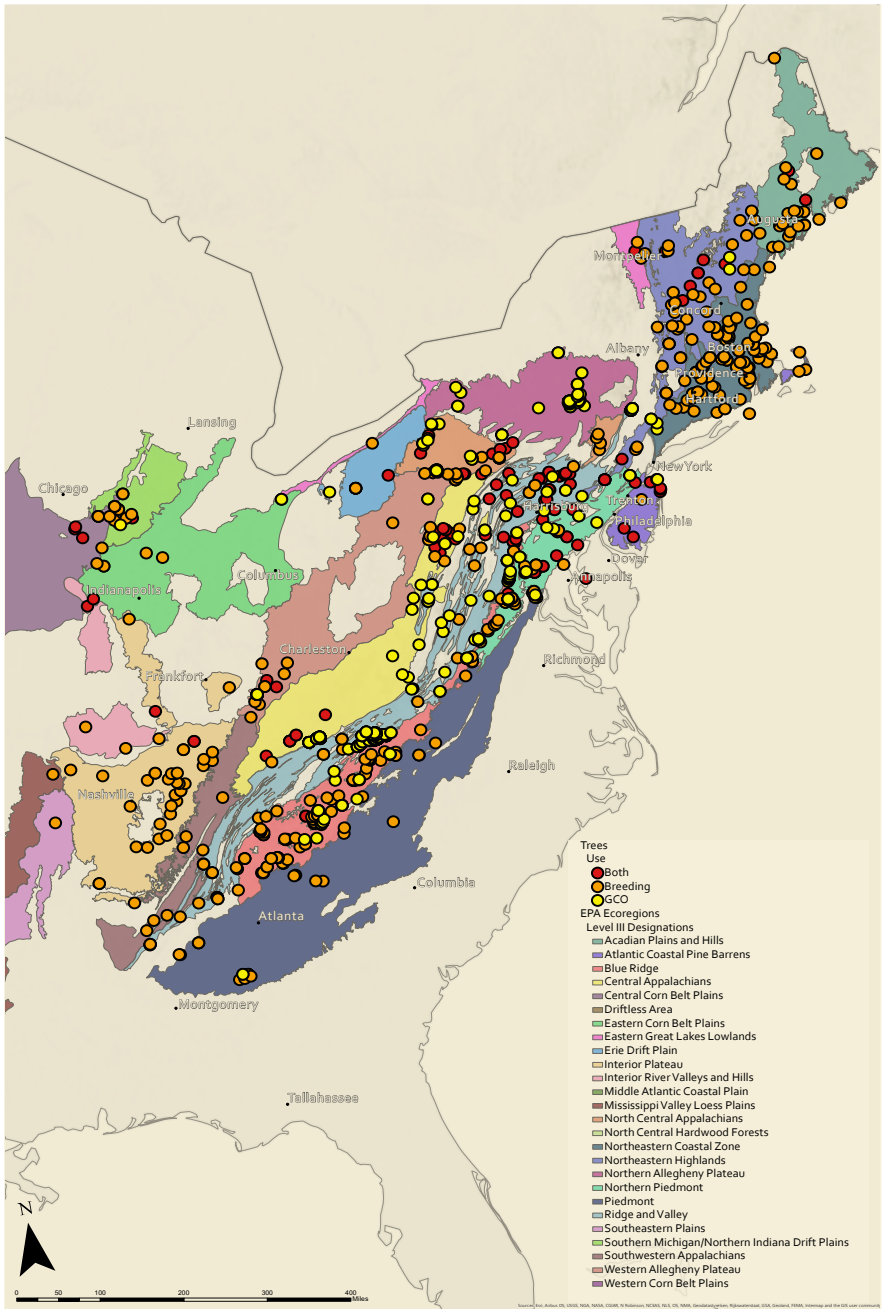 Augusta
Montpelier
Concord
Albany
Boston
Providence
Hartford
Lansing
New York
Chicago
Harrisburg
Trenton
Philadelphia
Dover
Columbus
Annapolis
Indianapolis
Charleston
Richmond
Frankfort
Raleigh
Nashville
Columbia
Atlanta
Montgomery
Tallahassee
Trees
Use
Both
Breeding
GCO
EPA Ecoregions
Level III Designations
Acadian Plains and Hills
Atlantic Coastal Pine Barrens
Blue Ridge
Central Appalachians
Central Corn Belt Plains
Driftless Area
Eastern Corn Belt Plains
Eastern Great Lakes Lowlands
Erie Drift Plain
Interior Plateau
Interior River Valleys and Hills
Middle Atlantic Coastal Plain
Mississippi Valley Loess Plains
North Central Appalachians
North Central Hardwood Forests
Northeastern Coastal Zone
Northeastern Highlands
Northern Allegheny Plateau
Northern Piedmont
Piedmont
Ridge and Valley
Southeastern Plains
Southern Michigan/Northern Indiana Drift Plains
Southwestern Appalachians
Western Allegheny Plateau
Western Corn Belt Plains
N
0 50 100 200 300 400
Miles